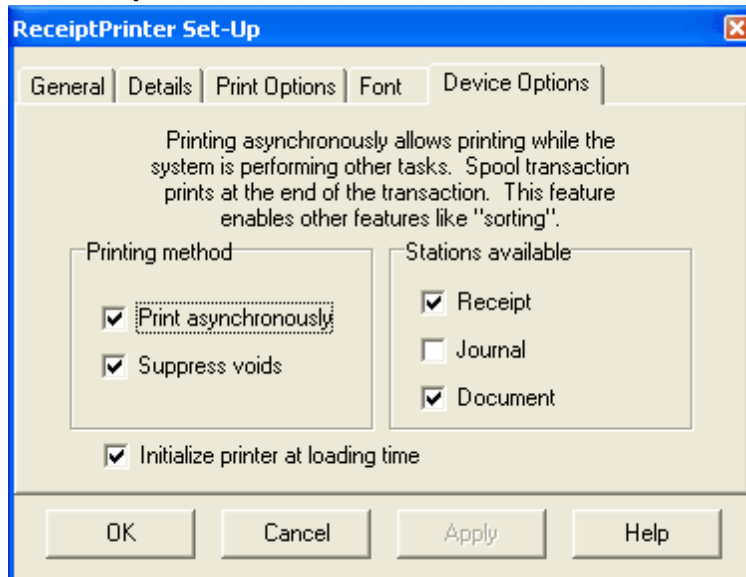 ReceiptPrinter Set-Up
General Details Print Options Font Device Options
Printing asynchronously allows printing while the
system is performing other tasks. Spool transaction
prints at the end of the transaction. This feature
enables other features like "sorting".
Printing method
Print asynchronously
Suppress voids
Stations available
Receipt
Journal
Document
Initialize printer at loading time
OK Cancel Apply Help